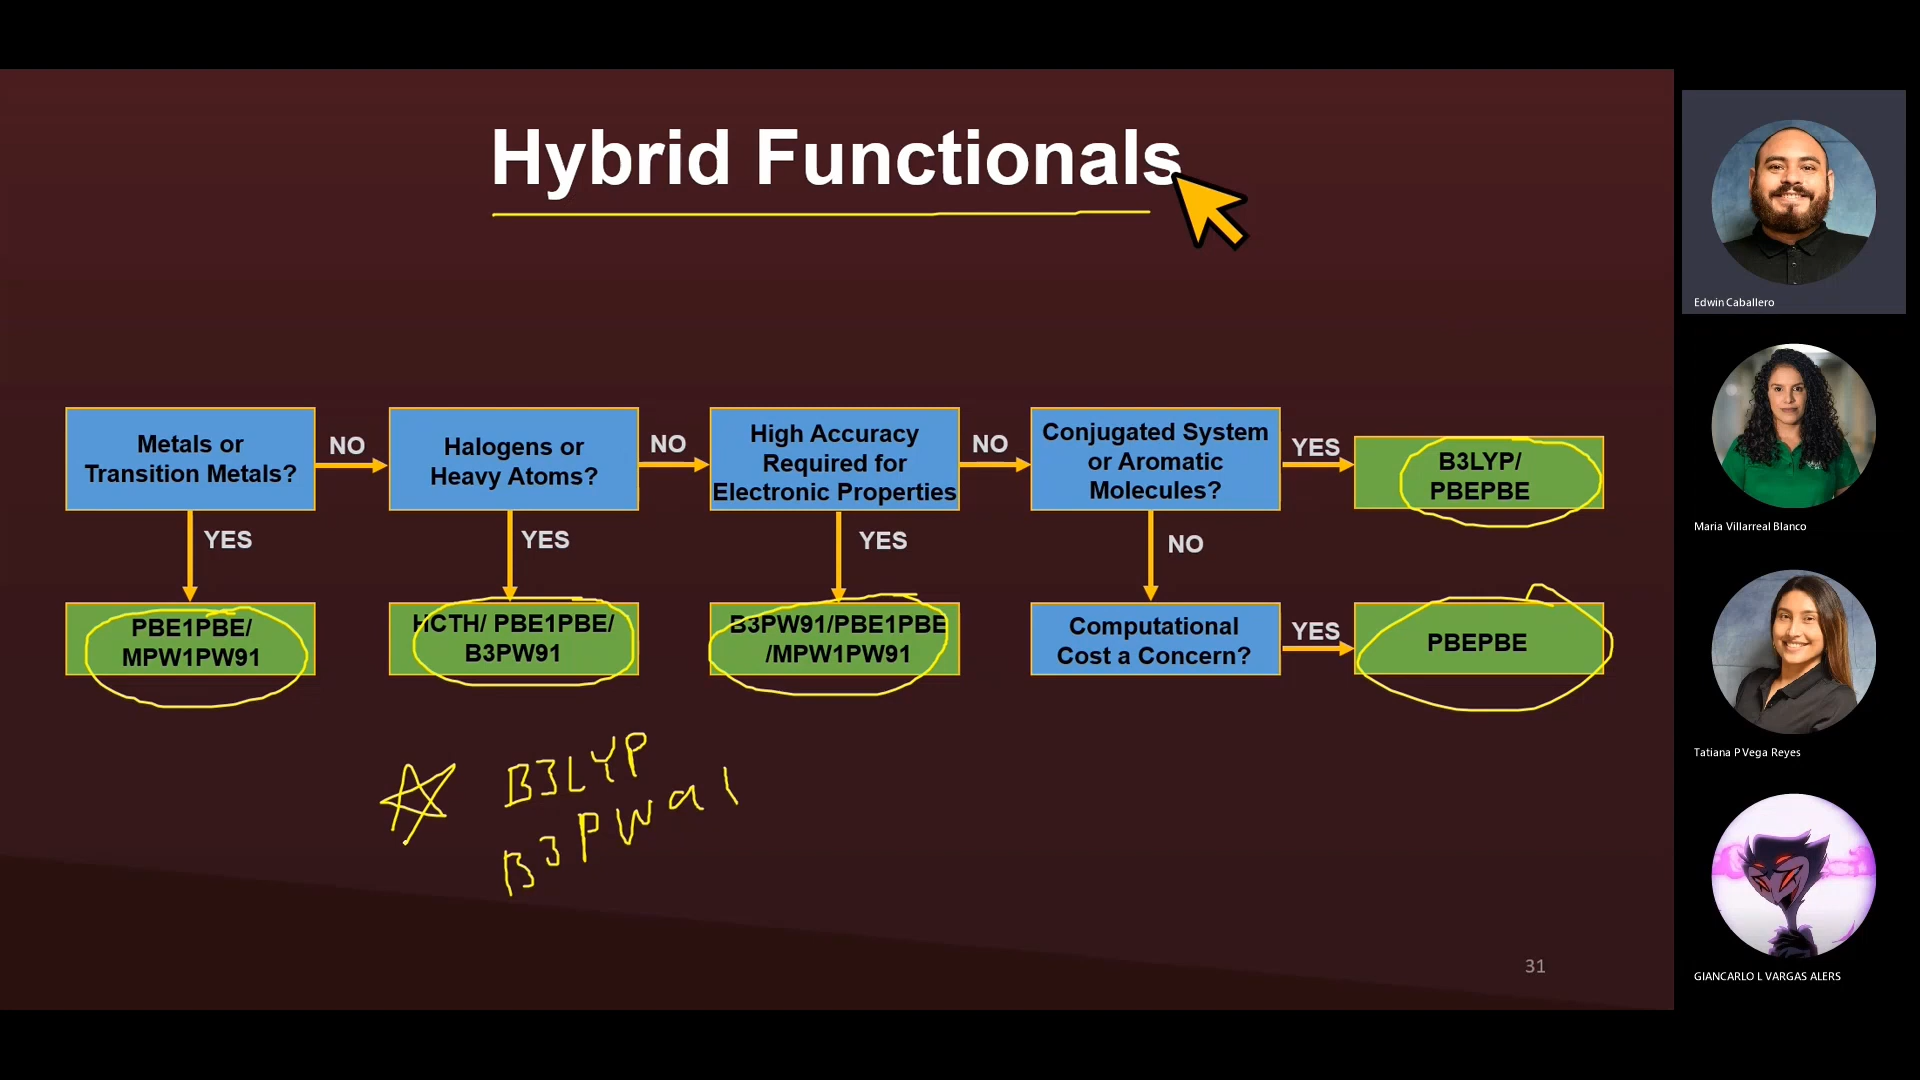 Hybrid Functionals
Metals or
Transition Metals?
NO
Halogens or
Heavy Atoms?
NO
High Accuracy
Required for
Electronic Properties
NO
Conjugated System
or Aromatic
Molecules?
YES
B3LYP/
PBEPBE
YES
YES
YES
NO
PBE1PBE/
MPW1PW91
HCTH/ PBE1PBE/
B3PW91
B3PW91/PBE1PBE
/MPW1PW91
Computational
Cost a Concern?
YES
PBEPBE
B3LYP
B3PW91
31
Edwin Caballero
Maria Villarreal Blanco
Tatiana P Vega Reyes
GIANCARLO L VARGAS ALERS